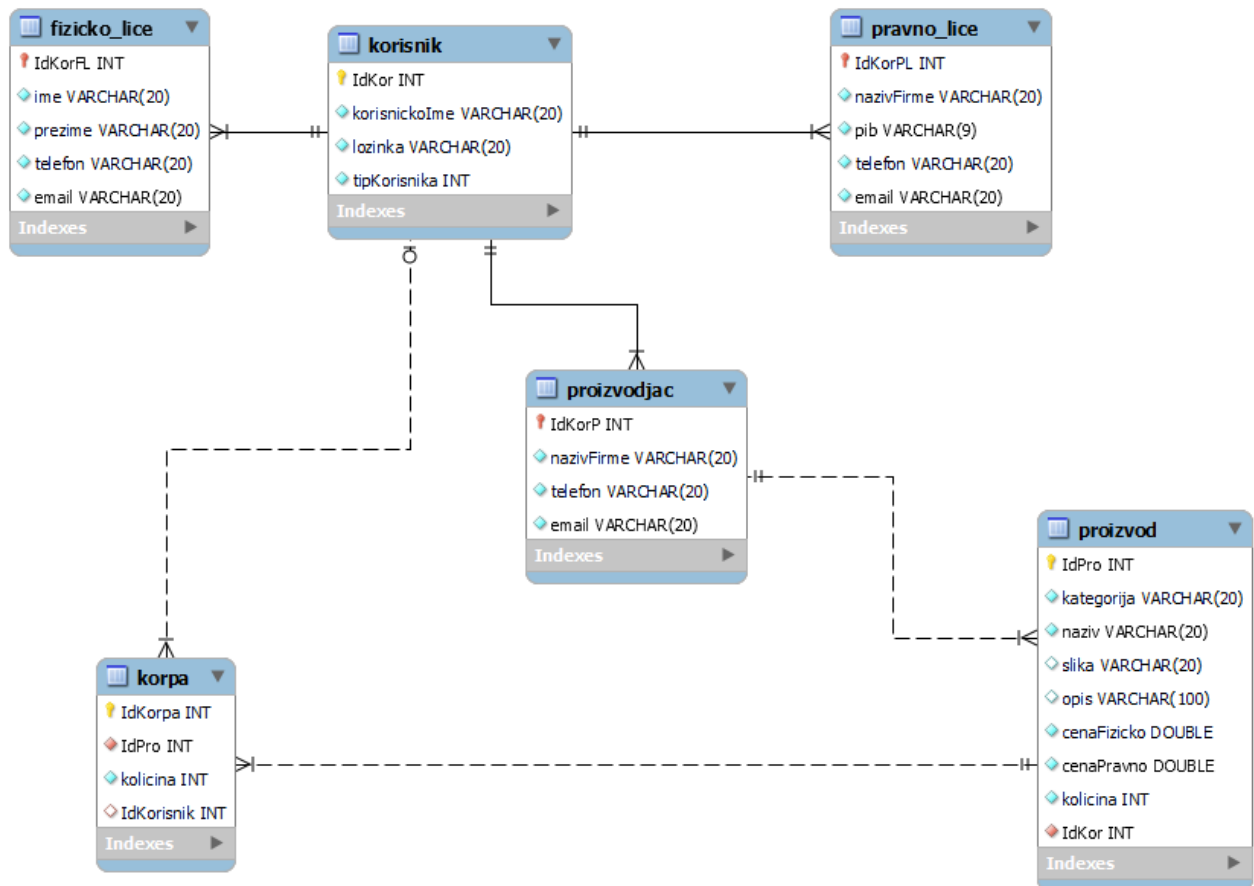 fizicko_lice
IdKorFL INT
ime VARCHAR(20)
prezime VARCHAR(20)
telefon VARCHAR(20)
email VARCHAR(20)
Indexes
korisnik
IdKor INT
korisnickoIme VARCHAR(20)
lozinka VARCHAR(20)
tipKorisnika INT
Indexes
pravno_lice
IdKorPL INT
nazivFirme VARCHAR(20)
pib VARCHAR(9)
telefon VARCHAR(20)
email VARCHAR(20)
Indexes
proizvodjac
IdKorP INT
nazivFirme VARCHAR(20)
telefon VARCHAR(20)
email VARCHAR(20)
Indexes
korpa
IdKorpa INT
IdPro INT
kolicina INT
IdKorisnik INT
Indexes
proizvod
IdPro INT
kategorija VARCHAR(20)
naziv VARCHAR(20)
slika VARCHAR(20)
opis VARCHAR(100)
cenaFizicko DOUBLE
cenaPravno DOUBLE
kolicina INT
IdKor INT
Indexes